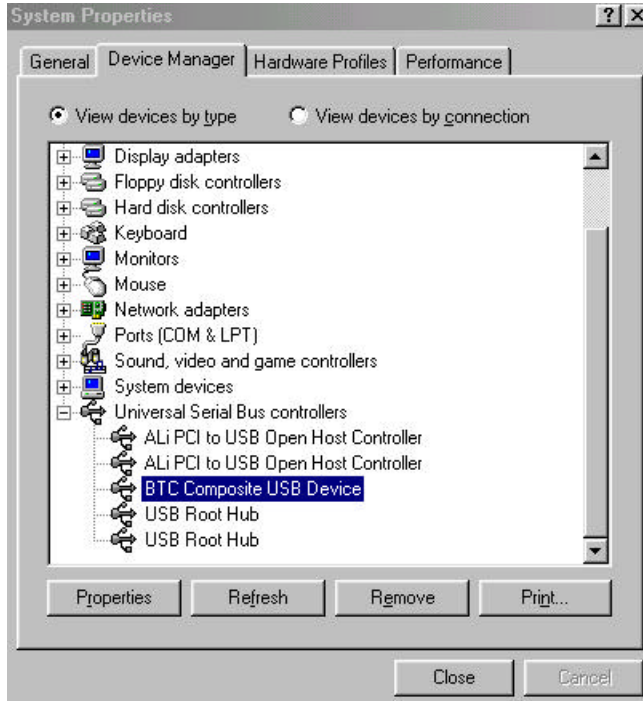 System Properties
General Device Manager Hardware Profiles Performance
View devices by type View devices by connection
Display adapters
Floppy disk controllers
Hard disk controllers
Keyboard
Monitors
Mouse
Network adapters
Ports (COM & LPT)
Sound, video and game controllers
System devices
Universal Serial Bus controllers
ALi PCI to USB Open Host Controller
ALi PCI to USB Open Host Controller
BTC Composite USB Device
USB Root Hub
USB Root Hub
Properties Refresh Remove Print...
Close Cancel